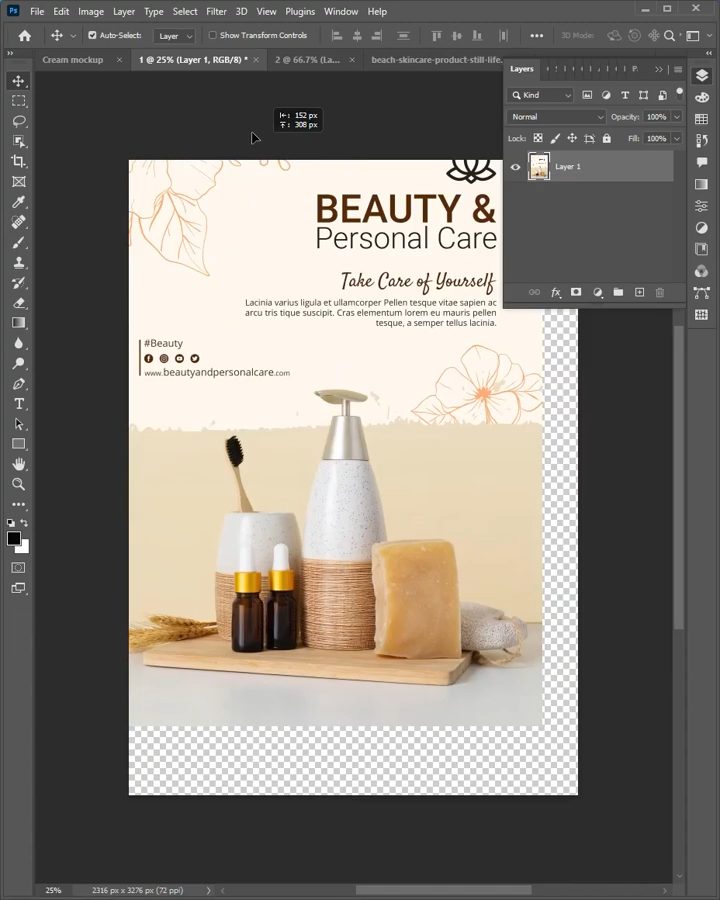 Ps File Edit Image Layer Type Select Filter 3D View Plugins Window Help
Auto-Select: Layer Show Transform Controls 3D Mode:
Cream mockup × 1 @ 25% (Layer 1, RGB/8) * × 2 @ 66.7% (La... × beach-skincare-product-still-life.
Layers
Kind
Normal Opacity: 100%
Lock: Fill: 100%
Layer 1
: 152 px
: 308 px
BEAUTY &
Personal Care
Take Care of Yourself
Lacinia varius ligula et ullamcorper Pellen tesque vitae sapien ac
arcu tris tique suscipit. Cras elementum lorem eu mauris pellen
tesque, a semper tellus lacinia.
#Beauty
www.beautyandpersonalcare.com
25% 2316 px x 3276 px (72 ppi)